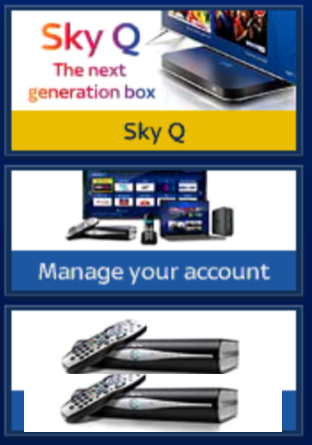 Sky Q
The next
generation box
Sky Q
Manage your account